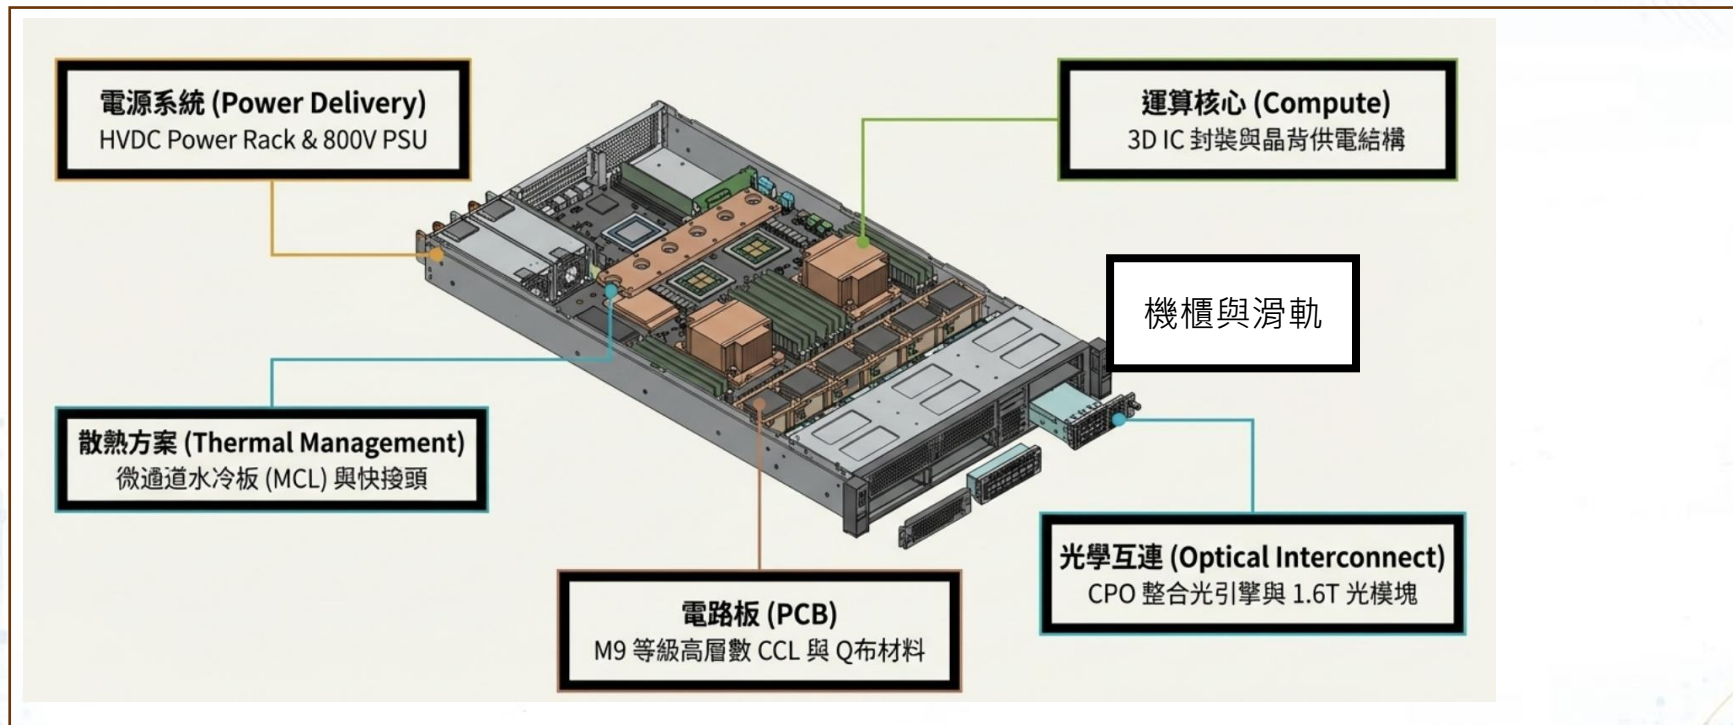 電源系統 (Power Delivery)
HVDC Power Rack & 800V PSU
運算核心 (Compute)
3D IC 封裝與晶背供電結構
機櫃與滑軌
散熱方案 (Thermal Management)
微通道水冷板 (MCL) 與快接頭
光學互連 (Optical Interconnect)
CPO 整合光引擎與 1.6T 光模塊
電路板 (PCB)
M9 等級高層數 CCL 與 Q布材料